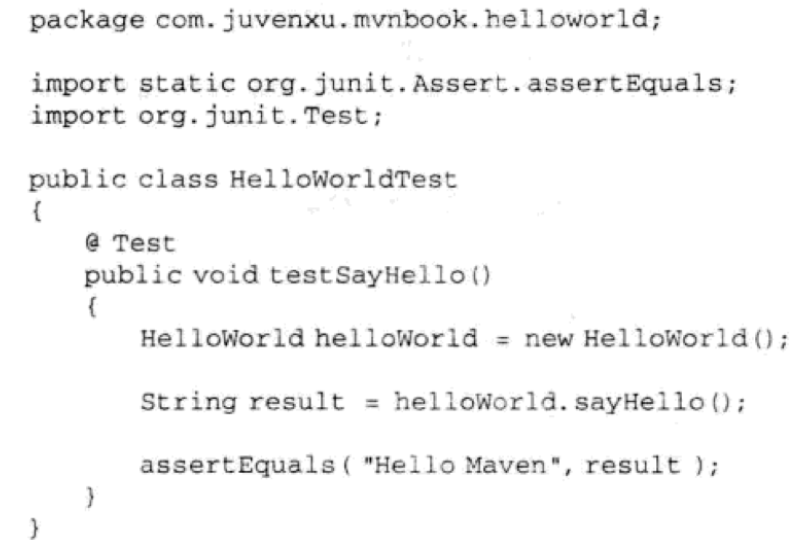 package com.juvenxu.mvnbook.helloworld;
import static org.junit.Assert.assertEquals;
import org.junit.Test;
public class HelloWorldTest
{
@ Test
public void testSayHello()
{
HelloWorld helloWorld = new HelloWorld();
String result = helloWorld.sayHello();
assertEquals( "Hello Maven", result );
}
}